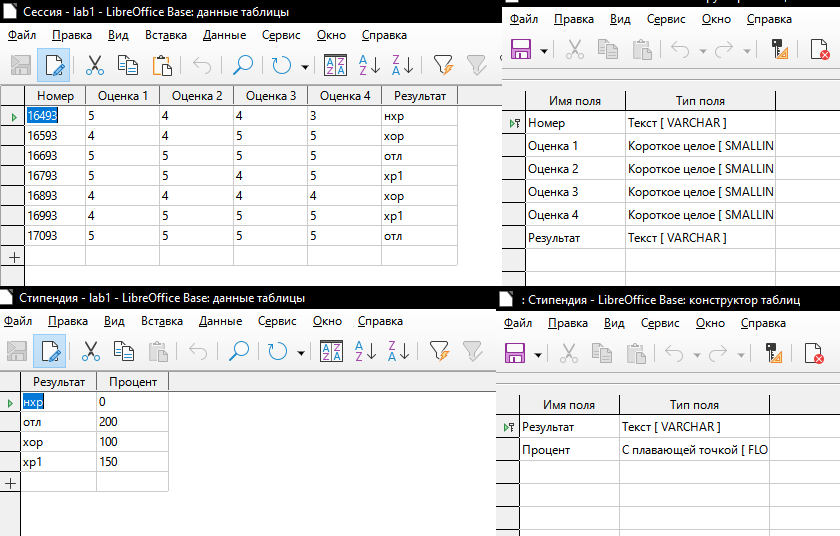 Сессия - lab1 - LibreOffice Base: данные таблицы
Файл Правка Вид Вставка Данные Сервис Окно Справка
Номер Оценка 1 Оценка 2 Оценка 3 Оценка 4 Результат
16493 5 4 4 3 нхр
16593 4 4 5 5 хор
16693 5 5 5 5 отл
16793 5 5 4 5 хр1
16893 4 4 4 4 хор
16993 4 5 5 5 хр1
17093 5 5 5 5 отл
Файл Правка Вид Сервис Окно Справка
Имя поля Тип поля
Номер Текст [ VARCHAR ]
Оценка 1 Короткое целое [ SMALLIN
Оценка 2 Короткое целое [ SMALLIN
Оценка 3 Короткое целое [ SMALLIN
Оценка 4 Короткое целое [ SMALLIN
Результат Текст [ VARCHAR ]
Стипендия - lab1 - LibreOffice Base: данные таблицы
Файл Правка Вид Вставка Данные Сервис Окно Справка
Результат Процент
нхр 0
отл 200
хор 100
хр1 150
: Стипендия - LibreOffice Base: конструктор таблиц
Файл Правка Вид Сервис Окно Справка
Имя поля Тип поля
Результат Текст [ VARCHAR ]
Процент С плавающей точкой [ FLO